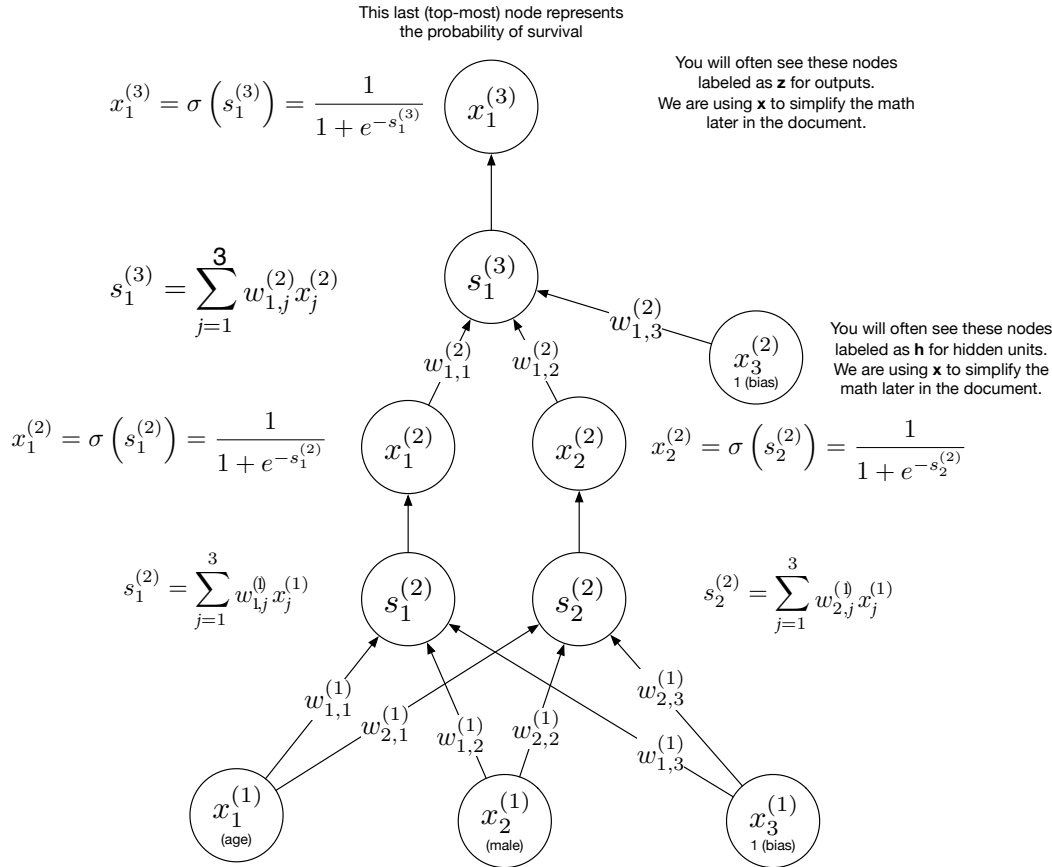 This last (top-most) node represents
the probability of survival
You will often see these nodes
labeled as z for outputs.
We are using x to simplify the math
later in the document.
x_1^{(3)} = σ(s_1^{(3)}) = \frac{1}{1 + e^{-s_1^{(3)}}}
x_1^{(3)}
s_1^{(3)} = \sum_{j=1}^{3} w_{1,j}^{(2)} x_j^{(2)}
s_1^{(3)}
w_{1,3}^{(2)}
You will often see these nodes
labeled as h for hidden units.
We are using x to simplify the
math later in the document.
x_3^{(2)}
1 (bias)
w_{1,1}^{(2)}
w_{1,2}^{(2)}
x_1^{(2)} = σ(s_1^{(2)}) = \frac{1}{1 + e^{-s_1^{(2)}}}
x_1^{(2)}
x_2^{(2)}
x_2^{(2)} = σ(s_2^{(2)}) = \frac{1}{1 + e^{-s_2^{(2)}}}
s_1^{(2)} = \sum_{j=1}^{3} w_{1,j}^{(1)} x_j^{(1)}
s_1^{(2)}
s_2^{(2)}
s_2^{(2)} = \sum_{j=1}^{3} w_{2,j}^{(1)} x_j^{(1)}
w_{1,1}^{(1)}
w_{2,1}^{(1)}
w_{1,2}^{(1)}
w_{2,2}^{(1)}
w_{2,3}^{(1)}
w_{1,3}^{(1)}
x_1^{(1)}
(age)
x_2^{(1)}
(male)
x_3^{(1)}
1 (bias)